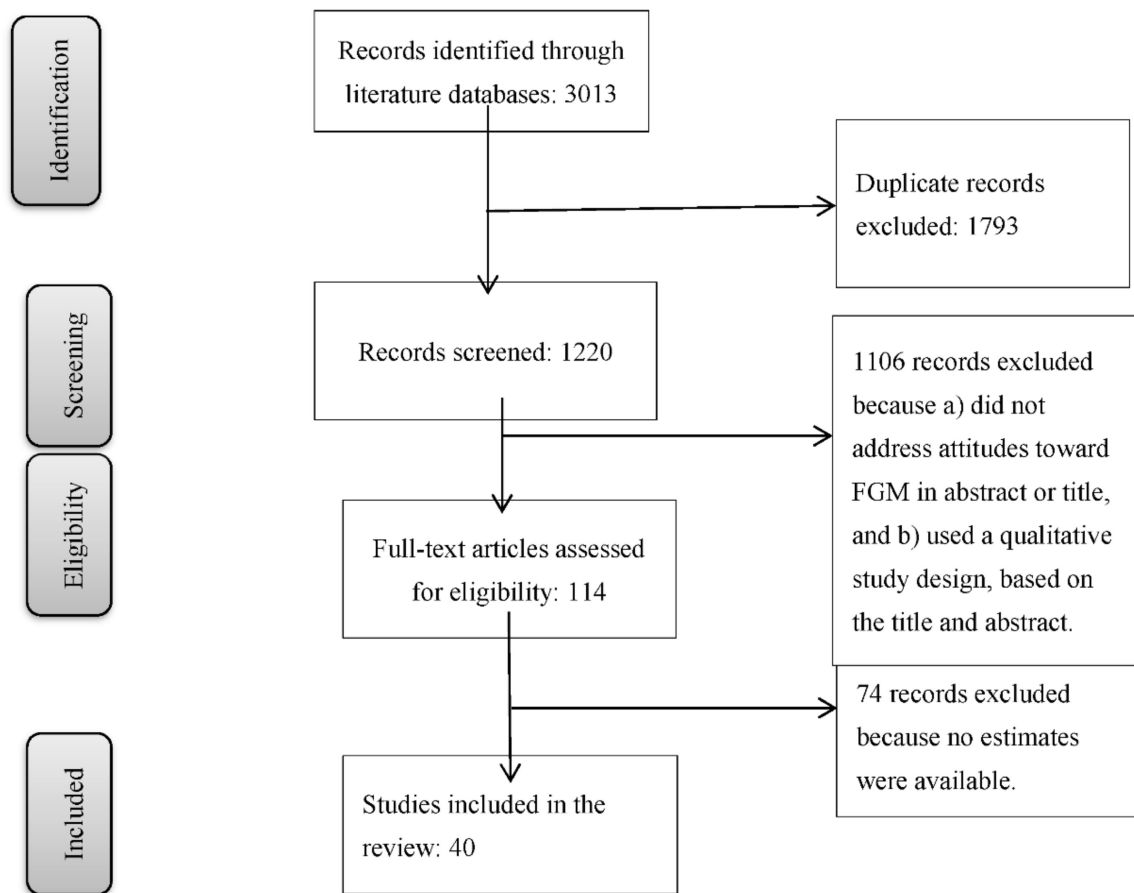 Identification
Records identified through
literature databases: 3013
Duplicate records
excluded: 1793
Screening
Records screened: 1220
1106 records excluded
because a) did not
address attitudes toward
FGM in abstract or title,
and b) used a qualitative
study design, based on
the title and abstract.
Eligibility
Full-text articles assessed
for eligibility: 114
74 records excluded
because no estimates
were available.
Included
Studies included in the
review: 40